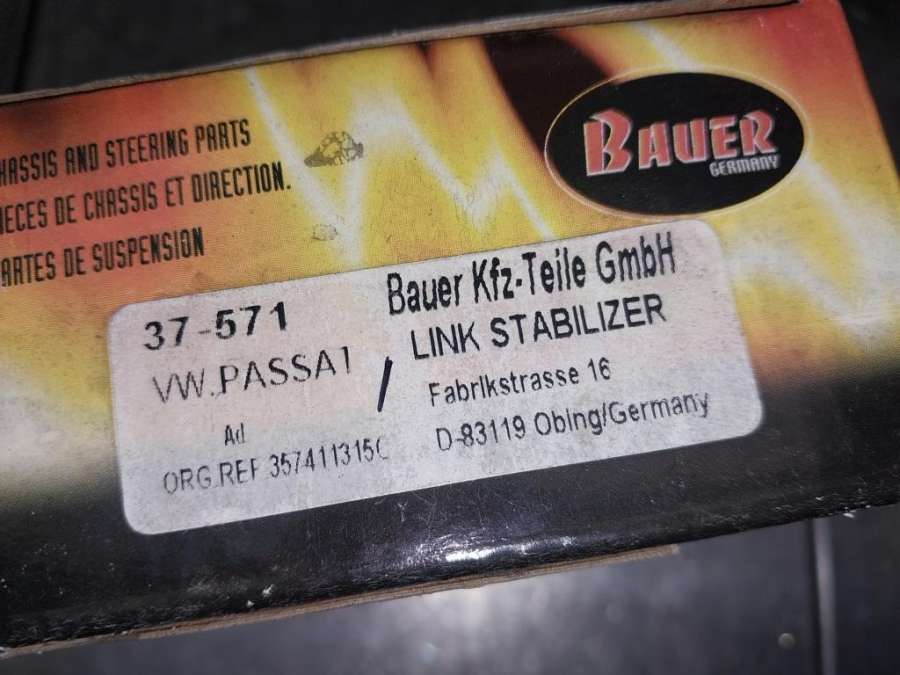 HASSIS AND STEERING PARTS
IECES DE CHASSIS ET DIRECTION.
ARTES DE SUSPENSION
BAUER
GERMANY
37-571
VW.PASSAT /
Ad
ORG.REF 357411315C
Bauer Kfz-Teile GmbH
LINK STABILIZER
Fabrikstrasse 16
D-83119 Obing/Germany